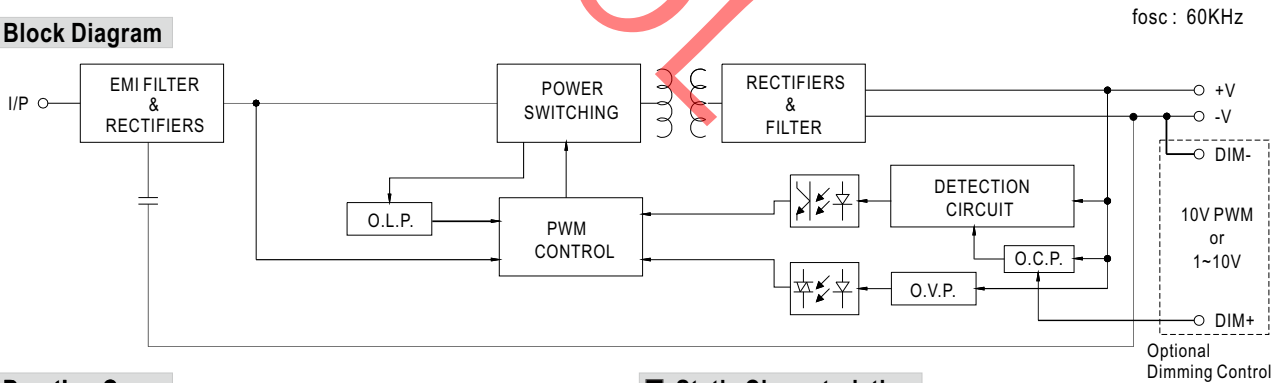 fosc : 60KHz
Block Diagram
I/P
EMI FILTER
&
RECTIFIERS
POWER
SWITCHING
RECTIFIERS
&
FILTER
+V
-V
DIM-
O.L.P.
PWM
CONTROL
DETECTION
CIRCUIT
O.C.P.
O.V.P.
10V PWM
or
1~10V
DIM+
Optional
Dimming Control